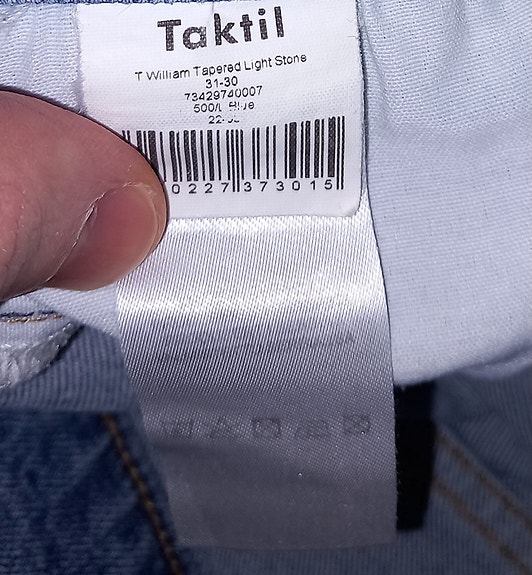 Taktil
T William Tapered Light Stone
31-30
73429740007
500/L Blue
0227373015